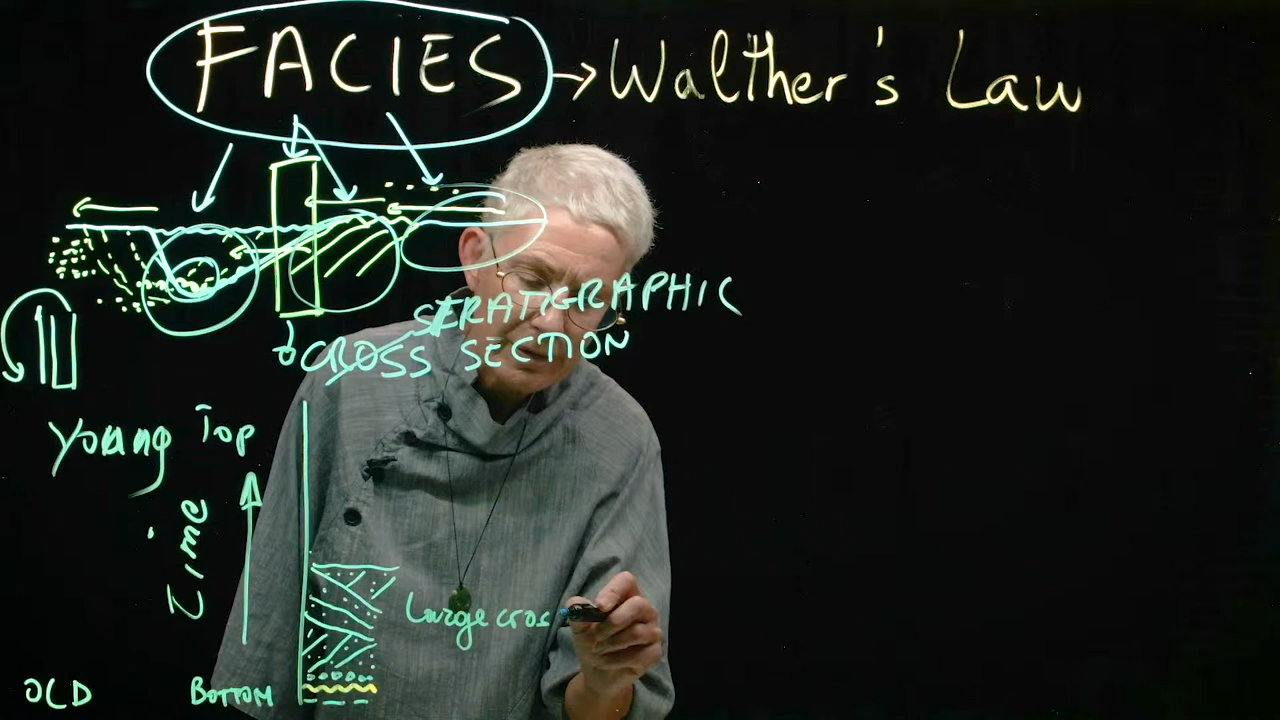 FACIES → Walther's Law
STRATIGRAPHIC
CROSS SECTION
Young Top
Time
Large cros
OLD BOTTOM